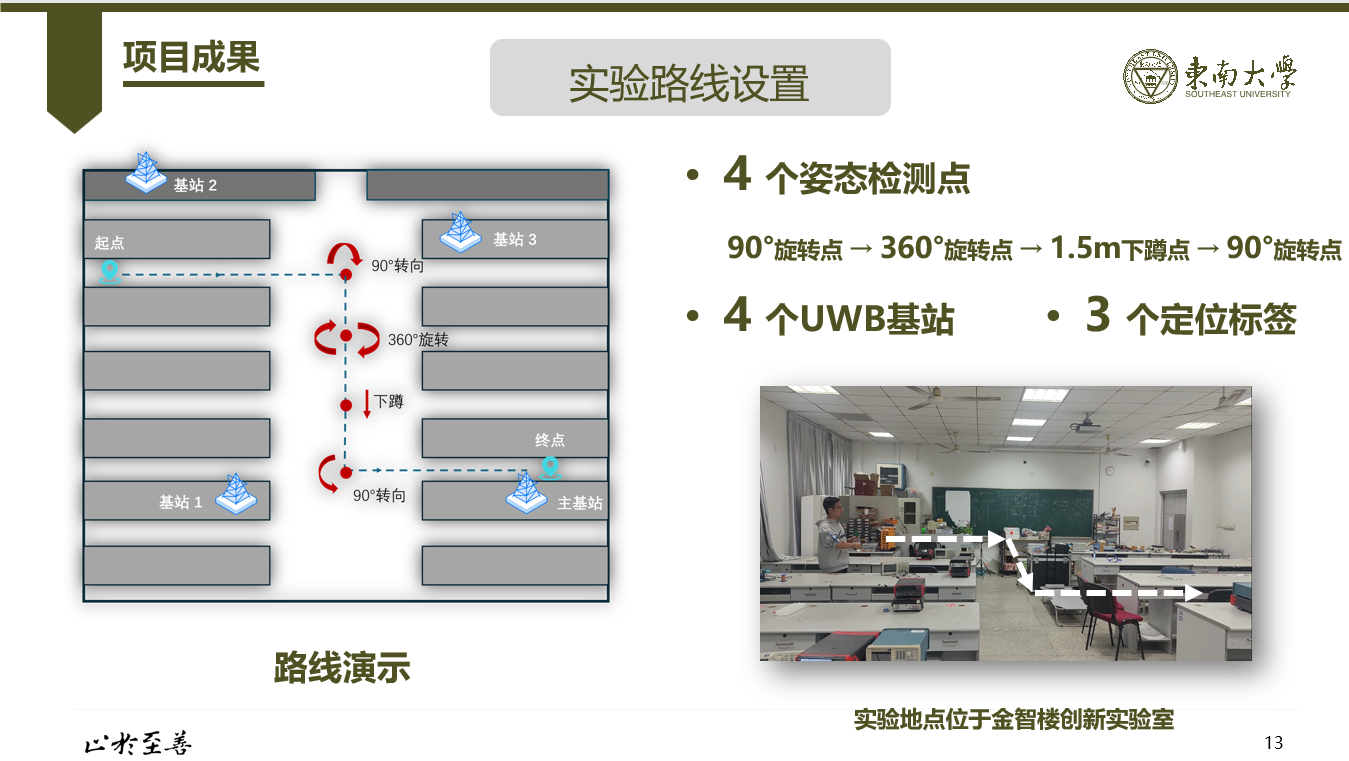 项目成果
实验路线设置
東南大學
SOUTHEAST UNIVERSITY
基站 2
起点
基站 3
90°转向
360°旋转
下蹲
终点
90°转向
基站 1
主基站
路线演示
• 4 个姿态检测点
90°旋转点 → 360°旋转点 → 1.5m下蹲点 → 90°旋转点
• 4 个UWB基站
• 3 个定位标签
实验地点位于金智楼创新实验室
止於至善
13